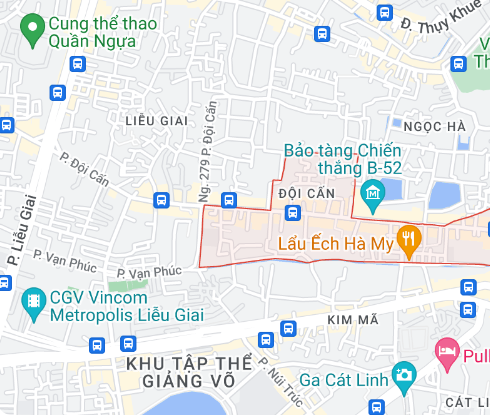 Cung thể thao
Quần Ngựa
Đ. Thụy Khuê
LIỄU GIAI
NGỌC HÀ
Ng. 279 P. Đội Cấn
P. Đội Cấn
Bảo tàng Chiến
thắng B-52
ĐỘI CẤN
P. Liễu Giai
Lẩu Ếch Hà My
P. Vạn Phúc
P. Vạn Phúc
CGV Vincom
Metropolis Liễu Giai
KIM MÃ
KHU TẬP THỂ
GIẢNG VÕ
P. Núi Trúc
Ga Cát Linh
Pull
CÁT LI